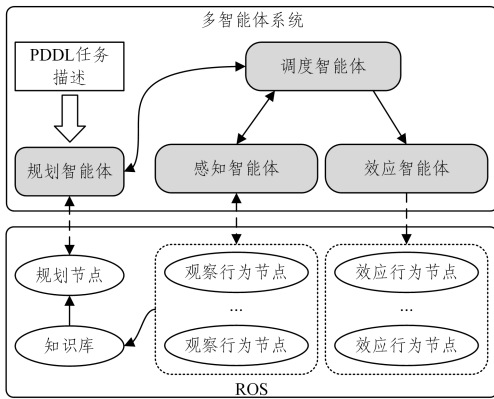 多智能体系统
PDDL任务
描述
调度智能体
规划智能体
感知智能体
效应智能体
规划节点
观察行为节点
效应行为节点
...
...
知识库
观察行为节点
效应行为节点
ROS